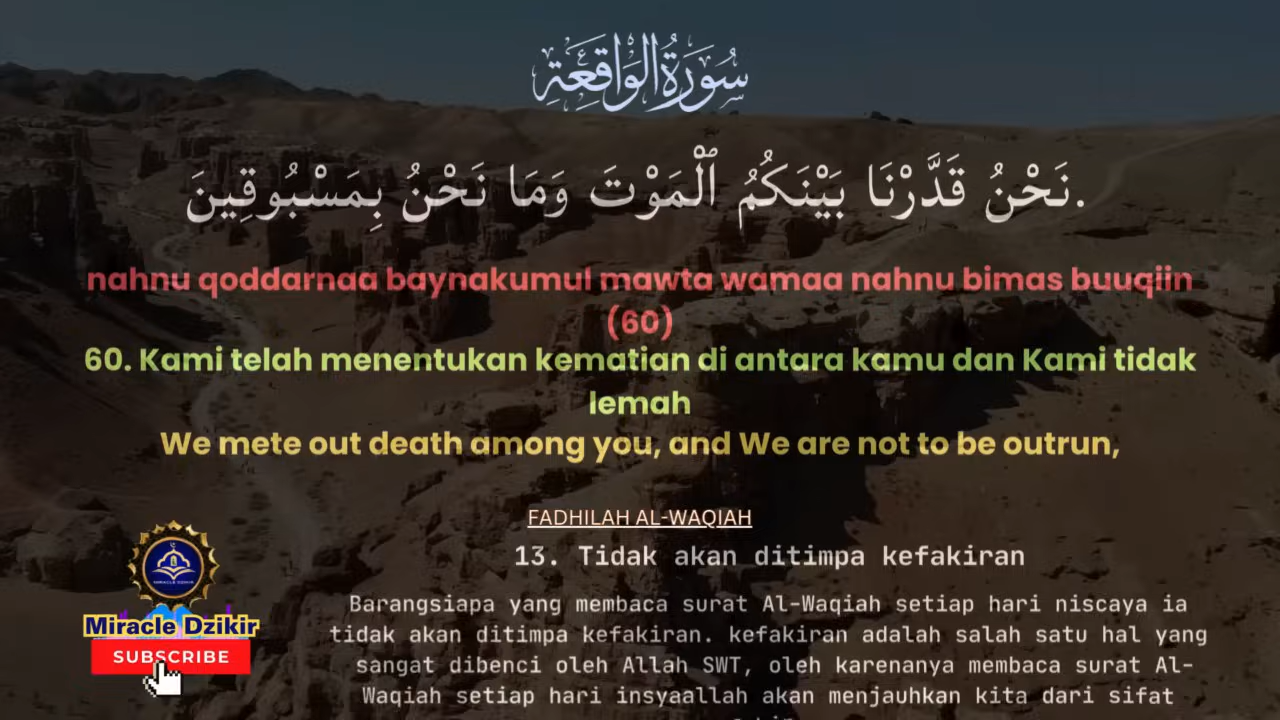 سُورَةُ الْوَاقِعَةِ
نَحْنُ قَدَّرْنَا بَيْنَكُمُ ٱلْمَوْتَ وَمَا نَحْنُ بِمَسْبُوقِينَ.
nahnu qoddarnaa baynakumul mawta wamaa nahnu bimas buuqiin
(60)
60. Kami telah menentukan kematian di antara kamu dan Kami tidak
lemah
We mete out death among you, and We are not to be outrun,
FADHILAH AL-WAQIAH
13. Tidak akan ditimpa kefakiran
Barangsiapa yang membaca surat Al-Waqiah setiap hari niscaya ia
tidak akan ditimpa kefakiran. kefakiran adalah salah satu hal yang
sangat dibenci oleh Allah SWT, oleh karenanya membaca surat Al-
Waqiah setiap hari insyaallah akan menjauhkan kita dari sifat
MIRACLE DZIKIR
Miracle Dzikir
SUBSCRIBE